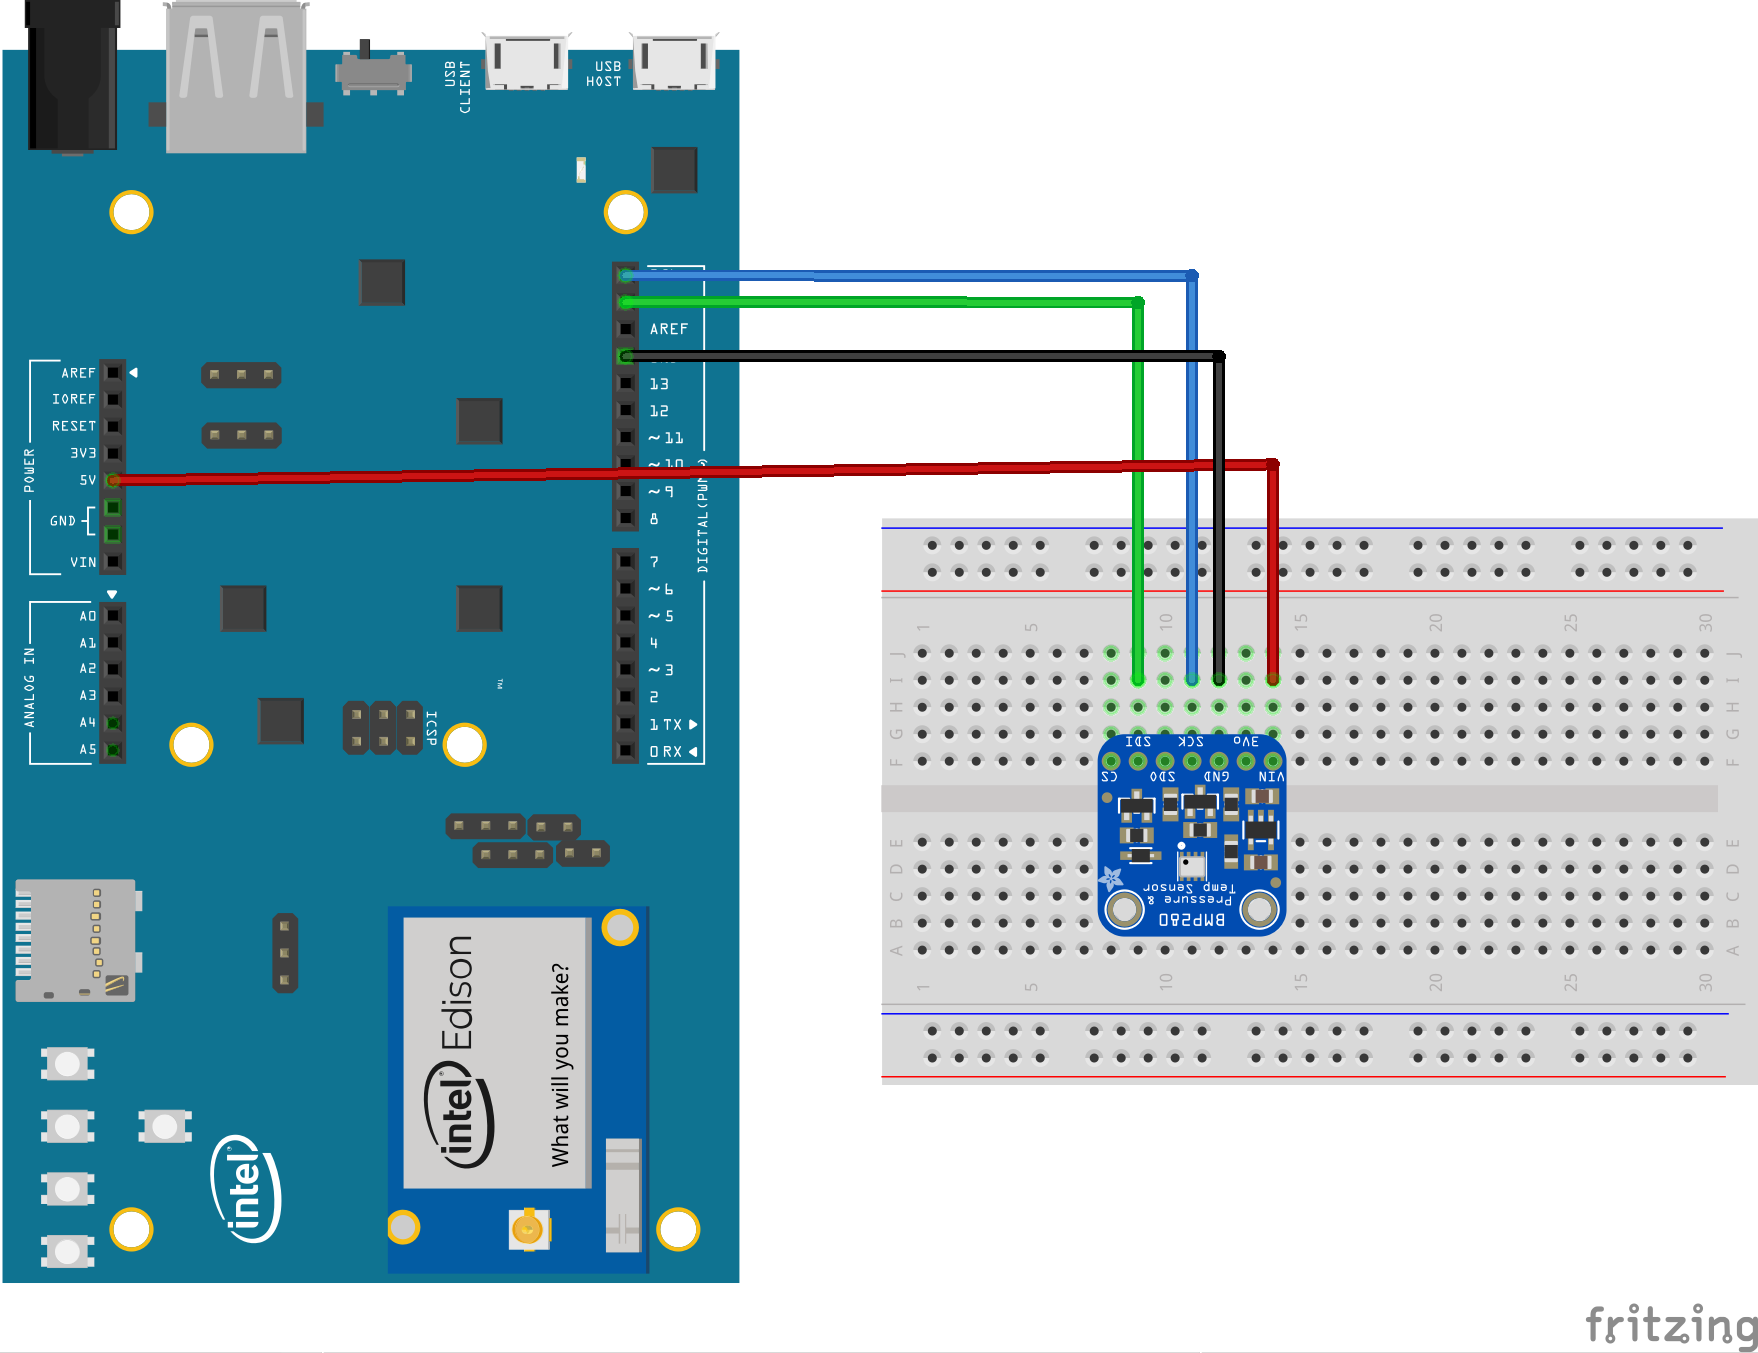 USB
CLIENT
USB
HOST
AREF
13
12
~11
~10
~9
8
7
~6
~5
4
~3
2
1 TX
0 RX
AREF
IOREF
RESET
3V3
5V
GND
VIN
POWER
A0
A1
A2
A3
A4
A5
ANALOG IN
ICSP
TM
intel
Edison
What will you make?
intel
1
5
10
15
20
25
30
J
I
H
G
F
E
D
C
B
A
J
I
H
G
F
E
D
C
B
A
1
5
10
15
20
25
30
SDI
SCK
3Vo
CS
SDO
GND
VIN
BMP280
Pressure &
Temp Sensor
fritzing